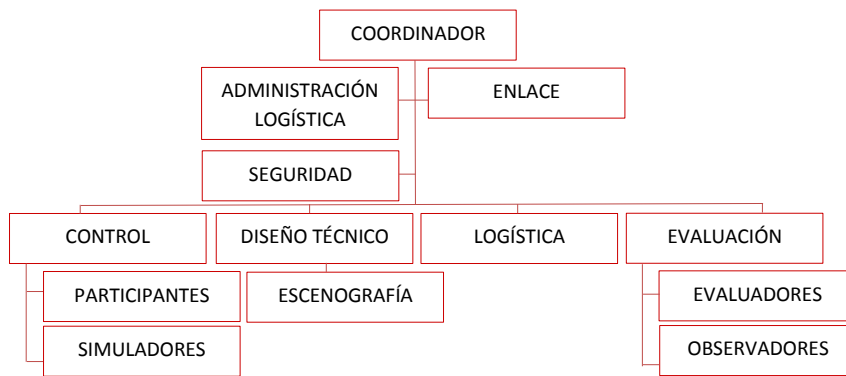 COORDINADOR
ADMINISTRACIÓN
LOGÍSTICA
ENLACE
SEGURIDAD
CONTROL
DISEÑO TÉCNICO
LOGÍSTICA
EVALUACIÓN
PARTICIPANTES
ESCENOGRAFÍA
EVALUADORES
SIMULADORES
OBSERVADORES